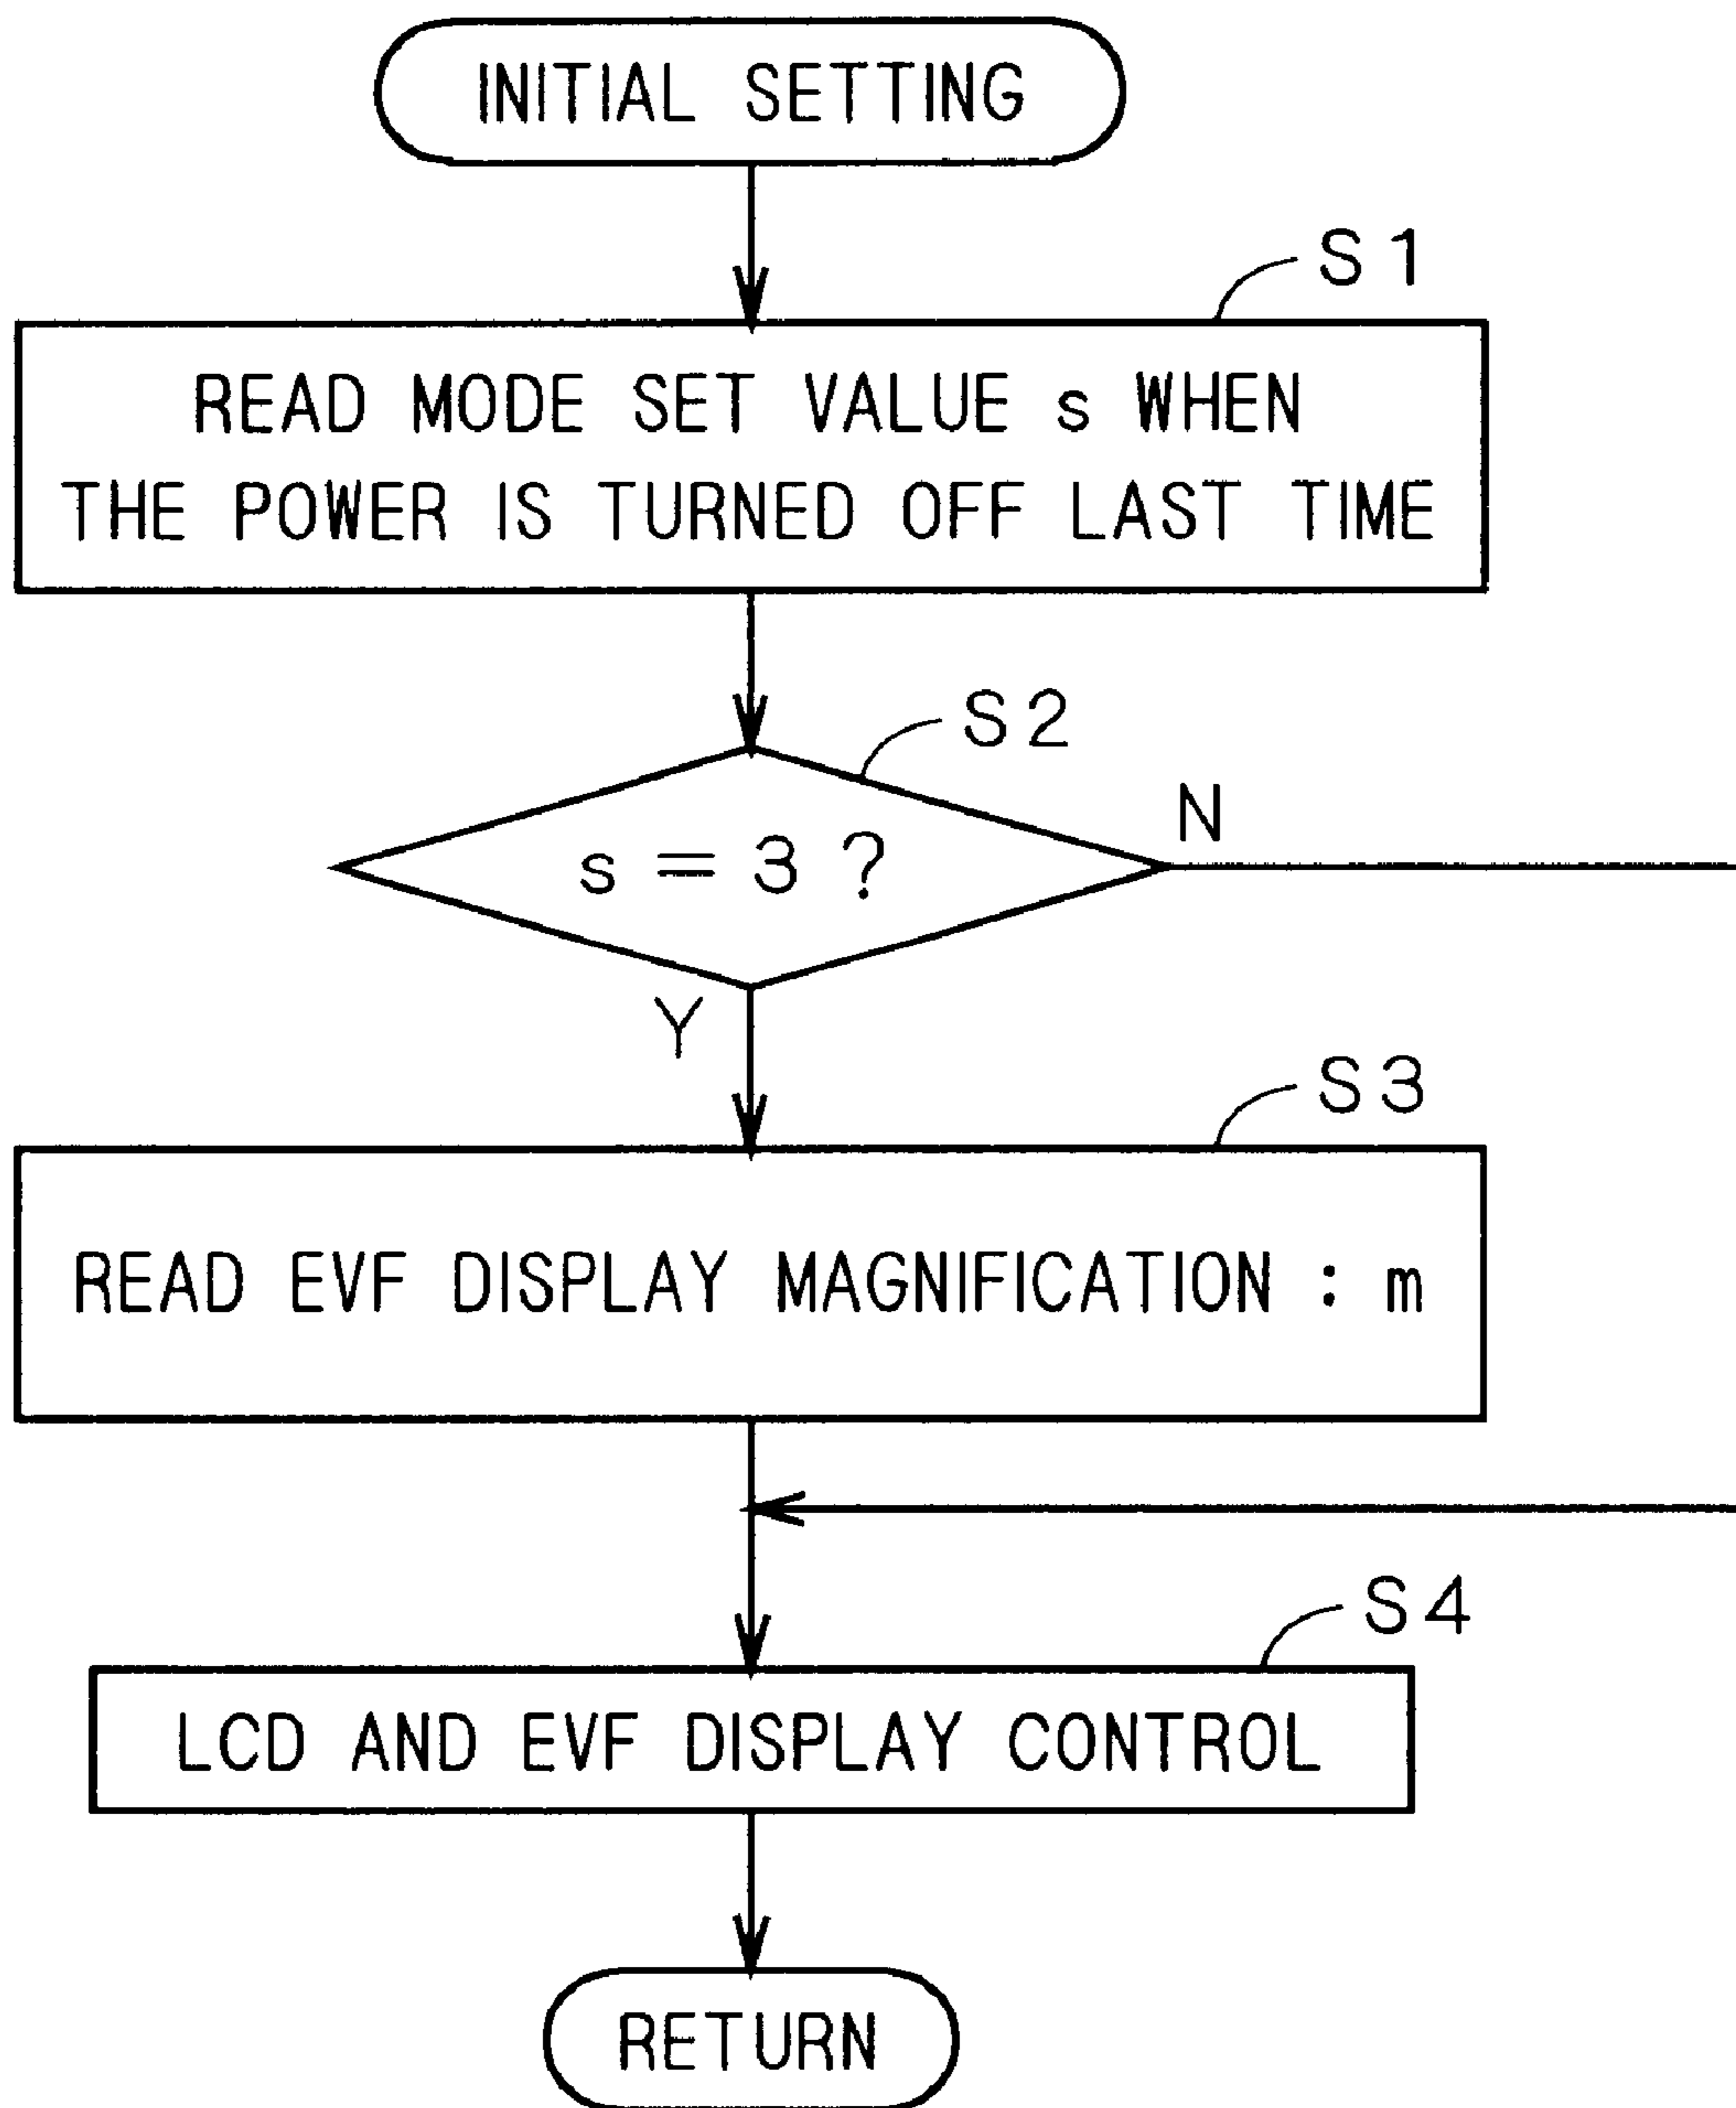 INITIAL SETTING
S1
READ MODE SET VALUE s WHEN
THE POWER IS TURNED OFF LAST TIME
S2
N
s = 3 ?
Y
S3
READ EVF DISPLAY MAGNIFICATION : m
S4
LCD AND EVF DISPLAY CONTROL
RETURN